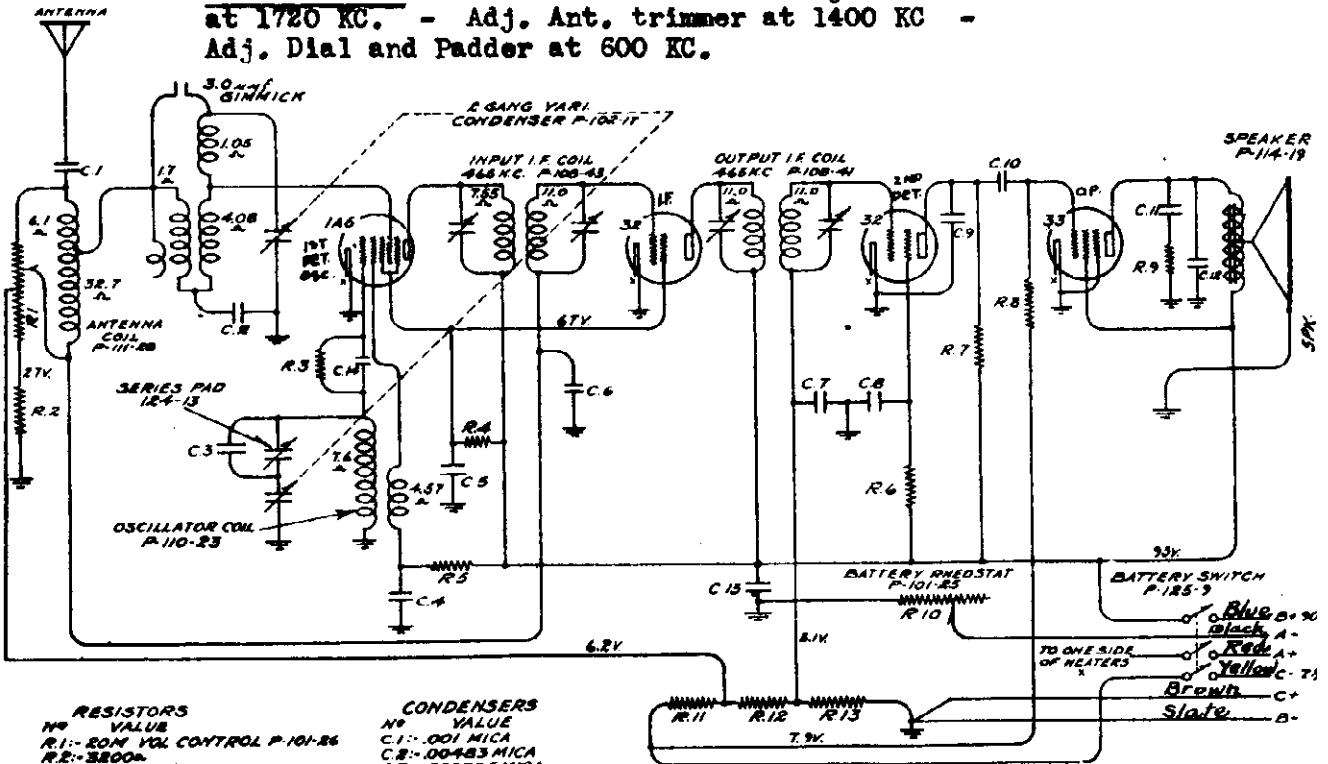 at 1720 KC. - Adj. Ant. trimmer at 1400 KC -
Adj. Dial and Padder at 600 KC.
ANTENNA
3.0 mmf
GIMMICK
2 GANG VARI.
CONDENSER P-102-17
SPEAKER
P-114-19
C.1
1.7
Ω
1.05
Ω
INPUT I.F. COIL
466 KC. P-108-43
7.55
Ω
11.0
Ω
OUTPUT I.F. COIL
466 KC P-108-41
11.0
Ω
11.0
Ω
C.10
6.1
Ω
4.08
Ω
1A6
1ST
DET.
OSC.
I.F.
32
2ND
DET.
32
C.9
O.P.
33
C.11
R.9
C.12
32.7
Ω
R.1
ANTENNA
COIL
P-111-28
C.2
67V.
R.8
R.7
SPK.
27V.
R.2
SERIES PAD
124-13
R.3
C.14
C.6
C.7
C.8
C.3
7.6
Ω
R.4
C.5
4.57
Ω
R.6
OSCILLATOR COIL
P-110-23
R.5
93V.
C.4
C.13
BATTERY RHEOSTAT
P-101-25
R.10
BATTERY SWITCH
P-125-9
Blue B+ 90
Black A-
TO ONE SIDE
OF HEATERS
X
Red A+
Yellow C- 7½
Brown C+
Slate B-
6.2V
R.11
R.12
R.13
7.9V.
RESISTORS
Nº VALUE
R.1:- 20M VOL CONTROL P-101-26
R.2:- 3200Ω
CONDENSERS
Nº VALUE
C.1:- .001 MICA
C.2:- .00483 MICA